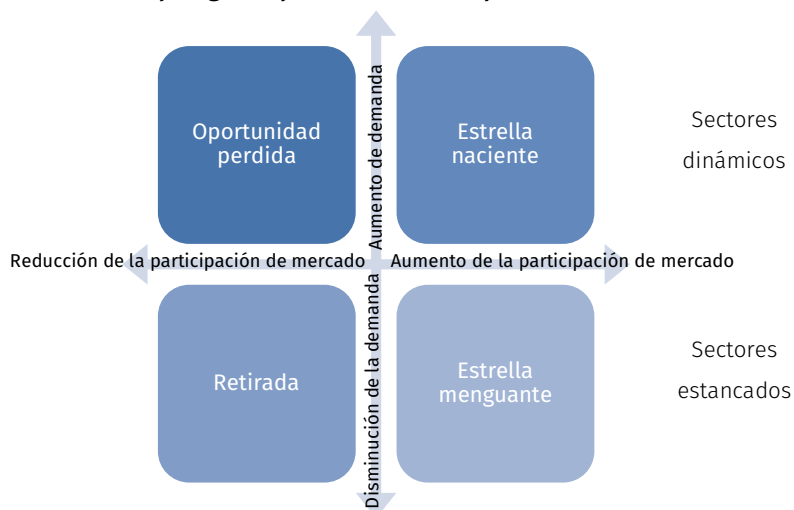 Oportunidad
perdida
Aumento de demanda
Estrella
naciente
Sectores
dinámicos
Reducción de la participación de mercado
Aumento de la participación de mercado
Retirada
Disminución de la demanda
Estrella
menguante
Sectores
estancados